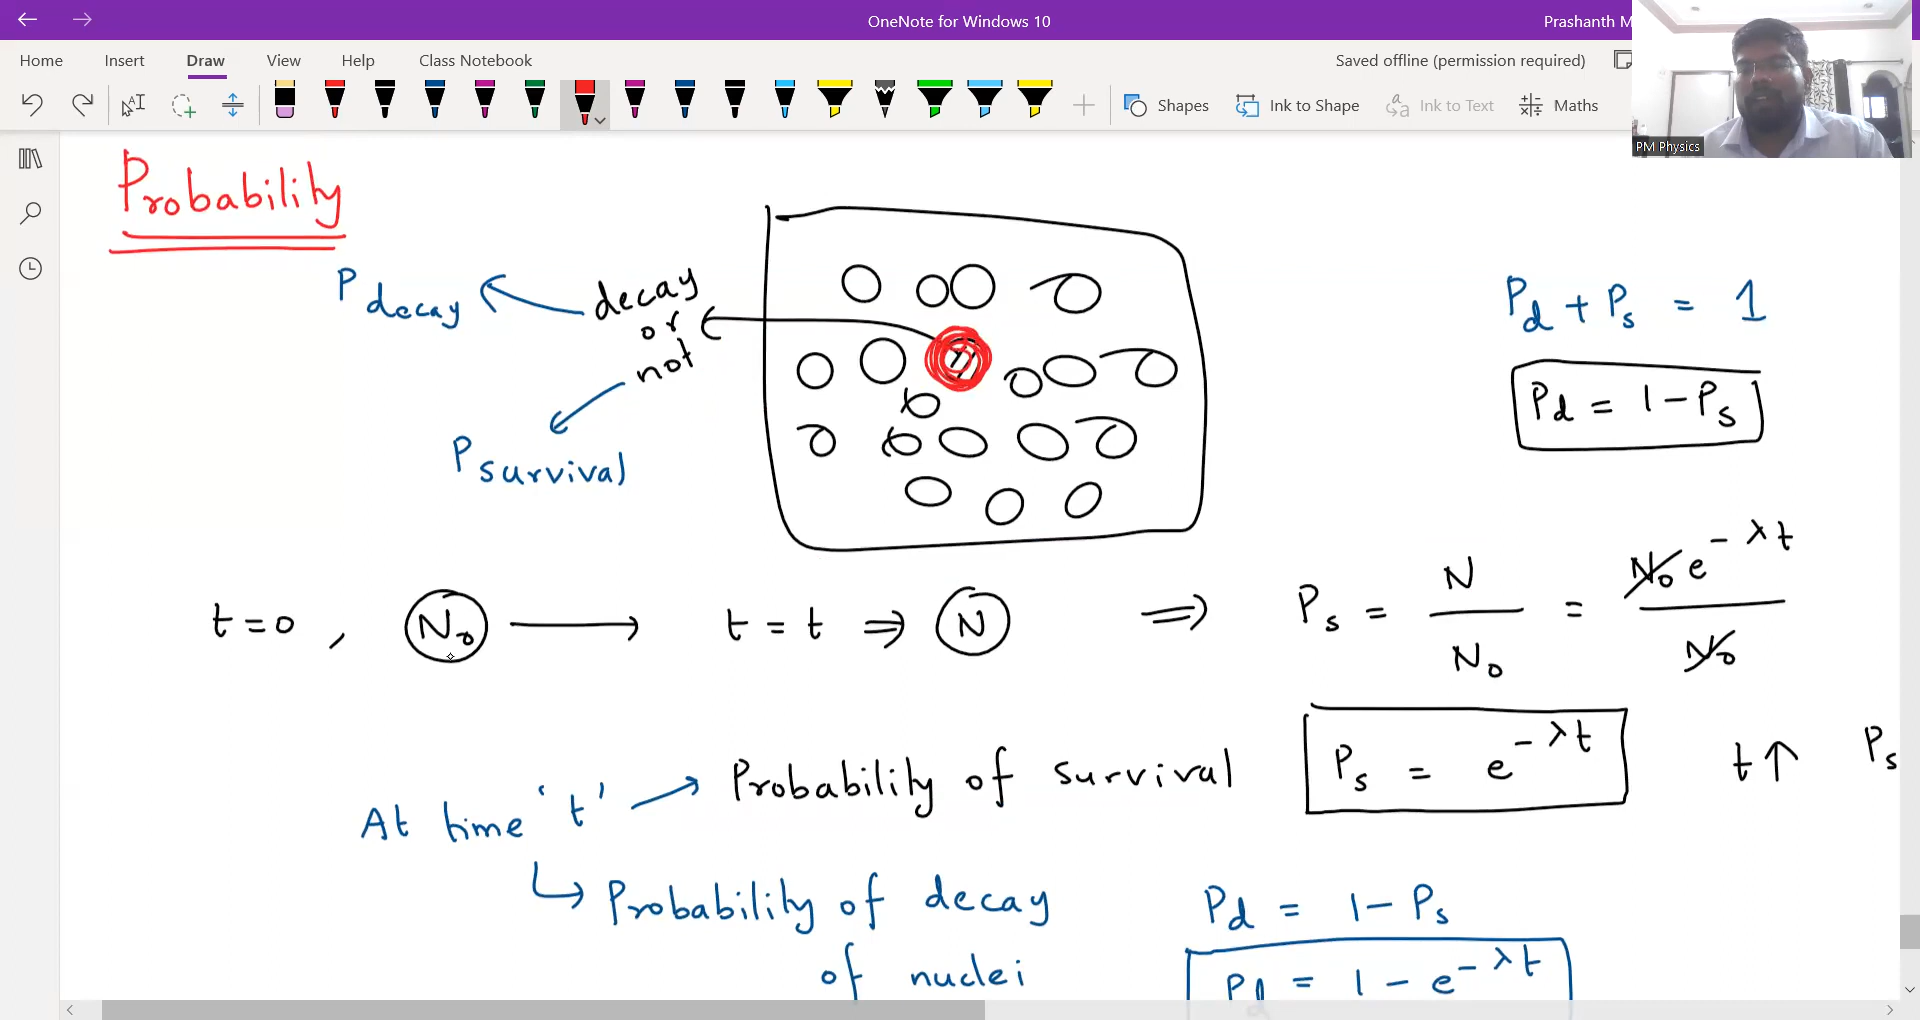 OneNote for Windows 10
Prashanth M
Home Insert Draw View Help Class Notebook
Saved offline (permission required)
Shapes Ink to Shape Ink to Text Maths
PM Physics
Probability
P decay
decay
or
not
P survival
Pd + Ps = 1
Pd = 1 - Ps
t = 0 , N₀ ⟶ t = t ⇒ N ⇒ Ps = N / N₀ = N₀ e^{-λt} / N₀
At time 't' → Probability of survival
Ps = e^{-λt}
t↑ Ps
↳ Probability of decay of nuclei
Pd = 1 - Ps
Pd = 1 - e^{-λt}